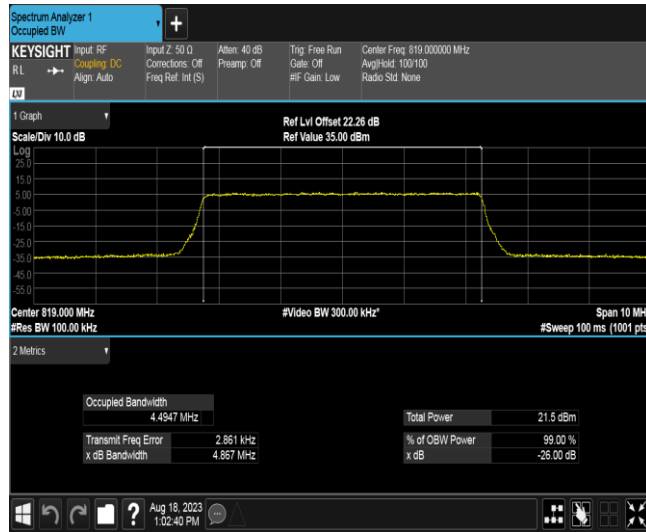 Spectrum Analyzer 1
Occupied BW
+
KEYSIGHT
R L
LXI
Input: RF
Coupling: DC
Align: Auto
Input Z: 50 Ω
Corrections: Off
Freq Ref: Int (S)
Atten: 40 dB
Preamp: Off
Trig: Free Run
Gate: Off
#IF Gain: Low
Center Freq: 819.000000 MHz
Avg|Hold: 100/100
Radio Std: None
1 Graph
Scale/Div 10.0 dB
Ref Lvl Offset 22.26 dB
Ref Value 35.00 dBm
Log
25.0
15.0
5.00
-5.00
-15.0
-25.0
-35.0
-45.0
-55.0
Center 819.000 MHz
#Res BW 100.00 kHz
#Video BW 300.00 kHz*
Span 10 MH
#Sweep 100 ms (1001 pts
2 Metrics
Occupied Bandwidth
4.4947 MHz
Transmit Freq Error 2.861 kHz
x dB Bandwidth 4.867 MHz
Total Power 21.5 dBm
% of OBW Power 99.00 %
x dB -26.00 dB
?
Aug 18, 2023
1:02:40 PM